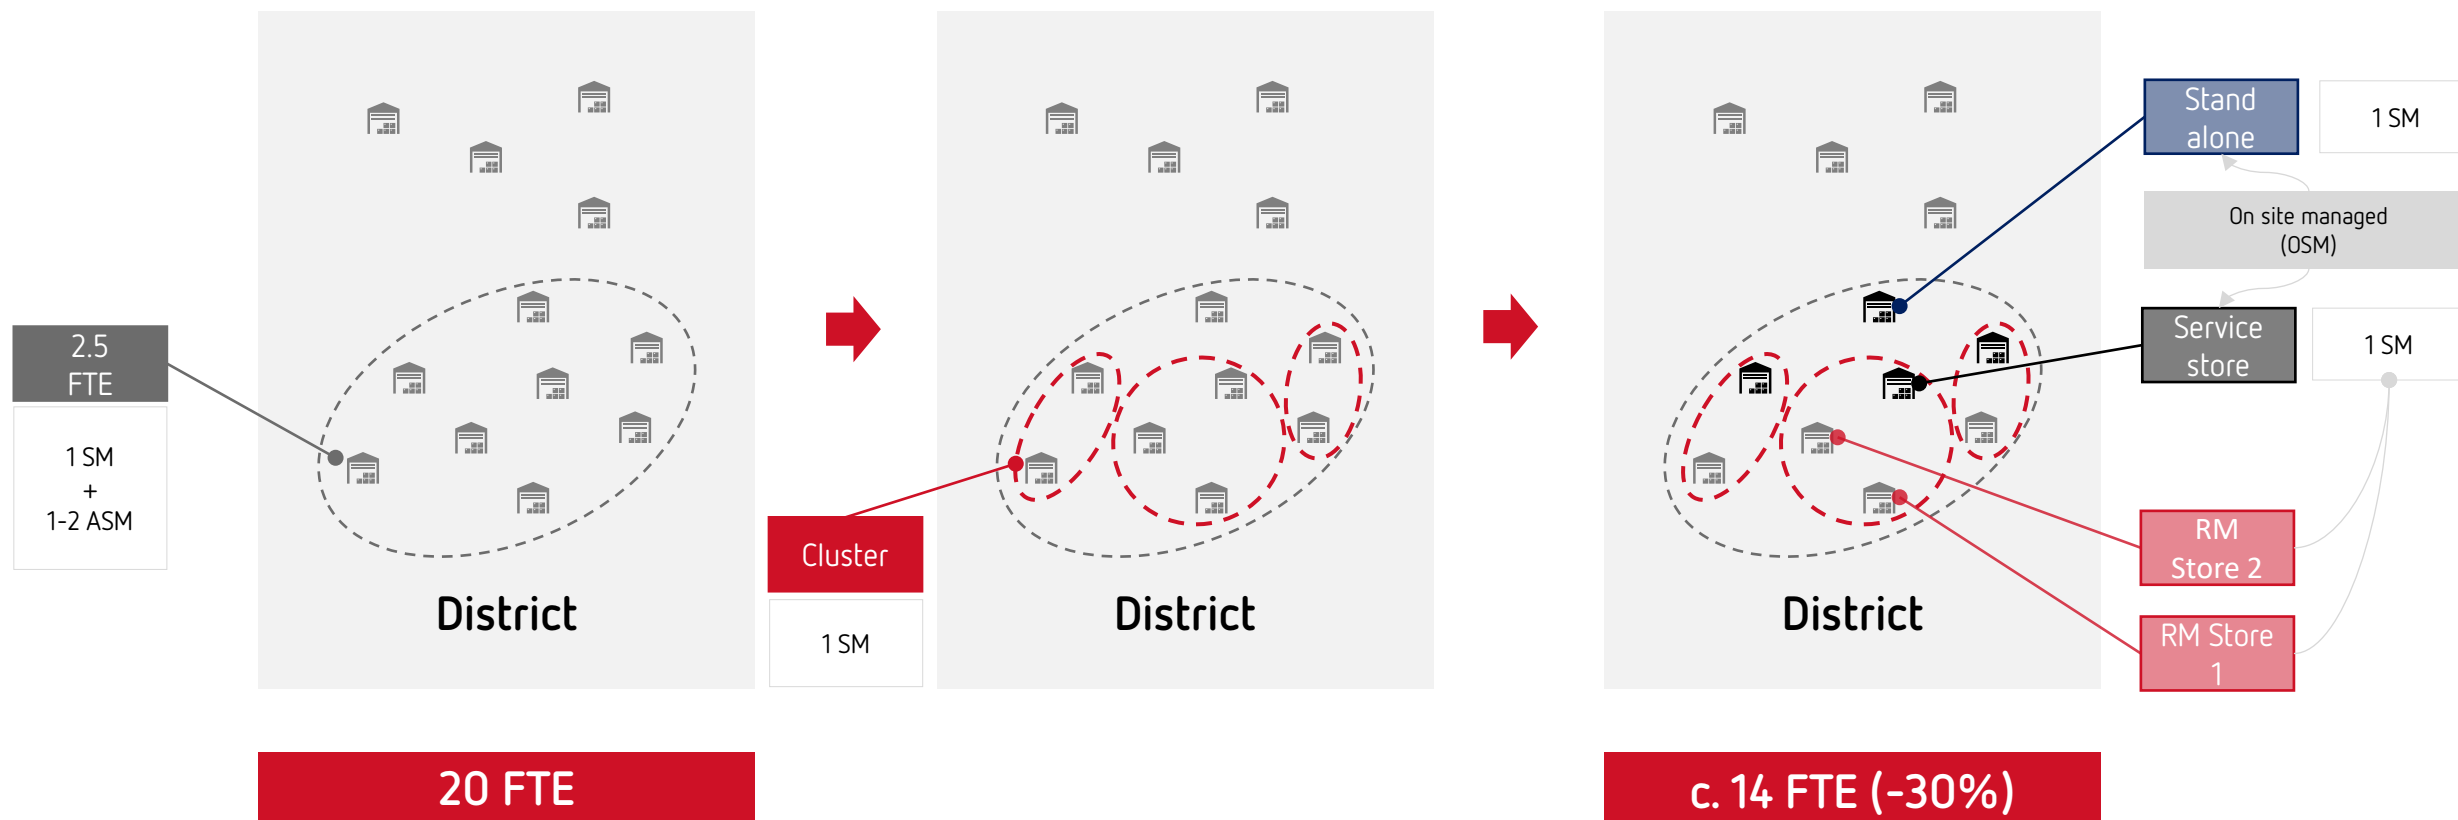 2.5
FTE
1 SM
+
1-2 ASM
District
20 FTE
Cluster
1 SM
District
District
c. 14 FTE (-30%)
Stand
alone
1 SM
On site managed
(OSM)
Service
store
1 SM
RM
Store 2
RM Store
1